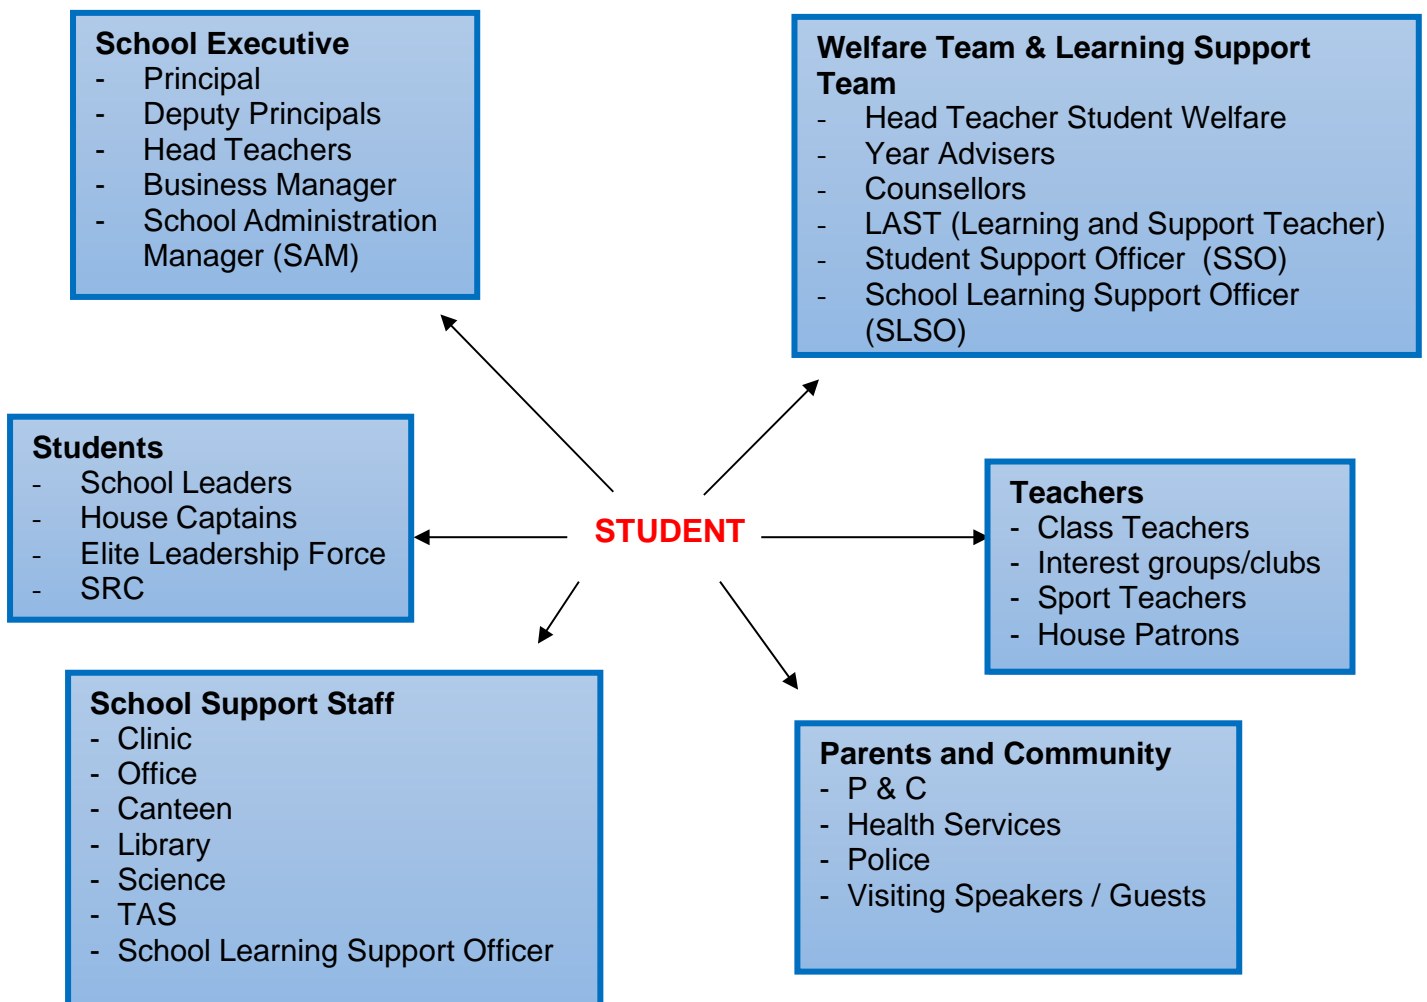 School Executive
- Principal
- Deputy Principals
- Head Teachers
- Business Manager
- School Administration
Manager (SAM)
Welfare Team & Learning Support
Team
- Head Teacher Student Welfare
- Year Advisers
- Counsellors
- LAST (Learning and Support Teacher)
- Student Support Officer (SSO)
- School Learning Support Officer
(SLSO)
Students
- School Leaders
- House Captains
- Elite Leadership Force
- SRC
STUDENT
Teachers
- Class Teachers
- Interest groups/clubs
- Sport Teachers
- House Patrons
School Support Staff
- Clinic
- Office
- Canteen
- Library
- Science
- TAS
- School Learning Support Officer
Parents and Community
- P & C
- Health Services
- Police
- Visiting Speakers / Guests